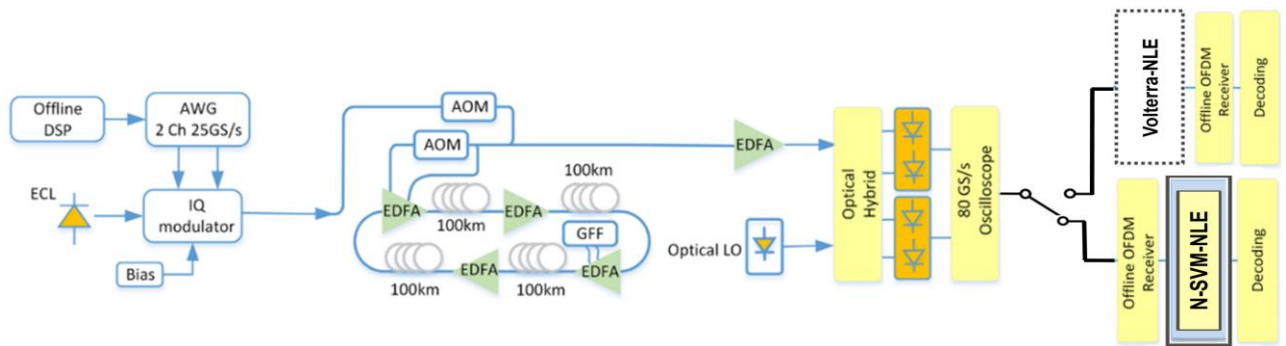 Offline
DSP
AWG
2 Ch 25GS/s
ECL
IQ
modulator
Bias
AOM
AOM
EDFA
100km
EDFA
100km
GFF
100km
EDFA
100km
EDFA
EDFA
Optical LO
Optical
Hybrid
80 GS/s
Oscilloscope
Volterra-NLE
Offline OFDM
Receiver
Decoding
Offline OFDM
Receiver
N-SVM-NLE
Decoding